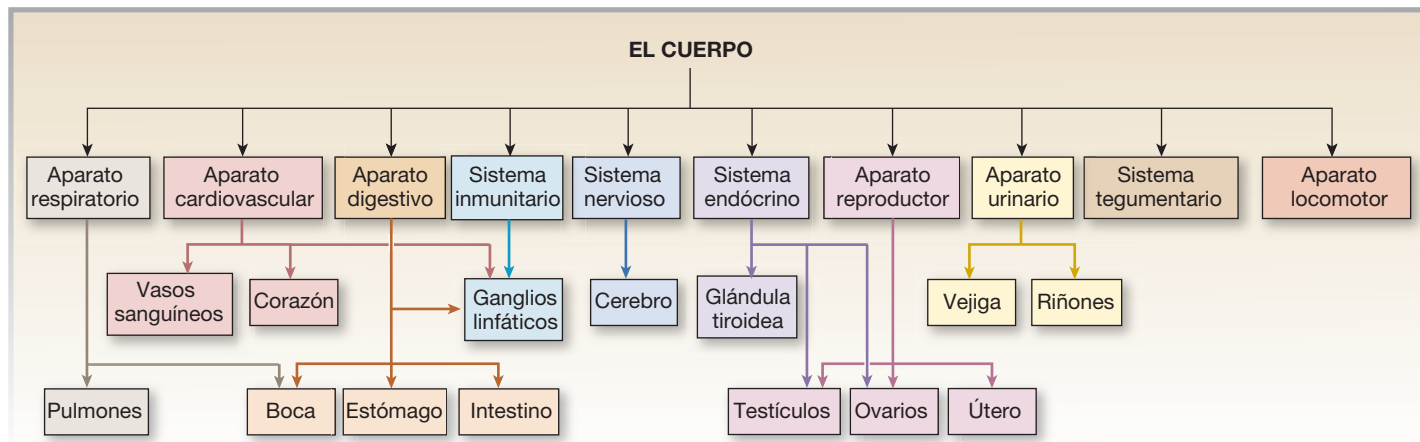 EL CUERPO
Aparato
respiratorio
Aparato
cardiovascular
Aparato
digestivo
Sistema
inmunitario
Sistema
nervioso
Sistema
endócrino
Aparato
reproductor
Aparato
urinario
Sistema
tegumentario
Aparato
locomotor
Vasos
sanguíneos
Corazón
Ganglios
linfáticos
Cerebro
Glándula
tiroidea
Vejiga
Riñones
Pulmones
Boca
Estómago
Intestino
Testículos
Ovarios
Útero